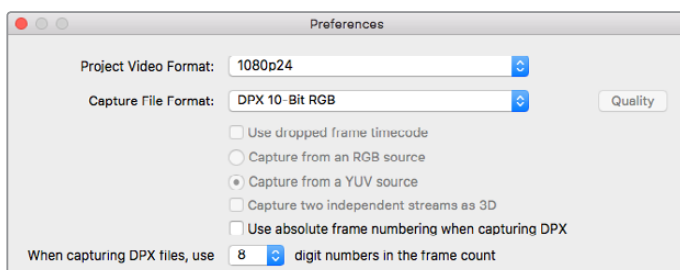 Preferences
Project Video Format: 1080p24
Capture File Format: DPX 10-Bit RGB Quality
Use dropped frame timecode
Capture from an RGB source
Capture from a YUV source
Capture two independent streams as 3D
Use absolute frame numbering when capturing DPX
When capturing DPX files, use 8 digit numbers in the frame count